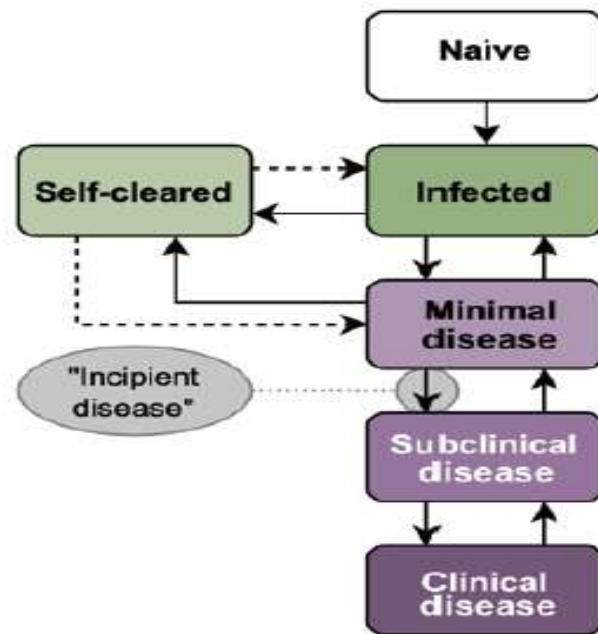 Naive
Self-cleared
Infected
Minimal
disease
"Incipient
disease"
Subclinical
disease
Clinical
disease